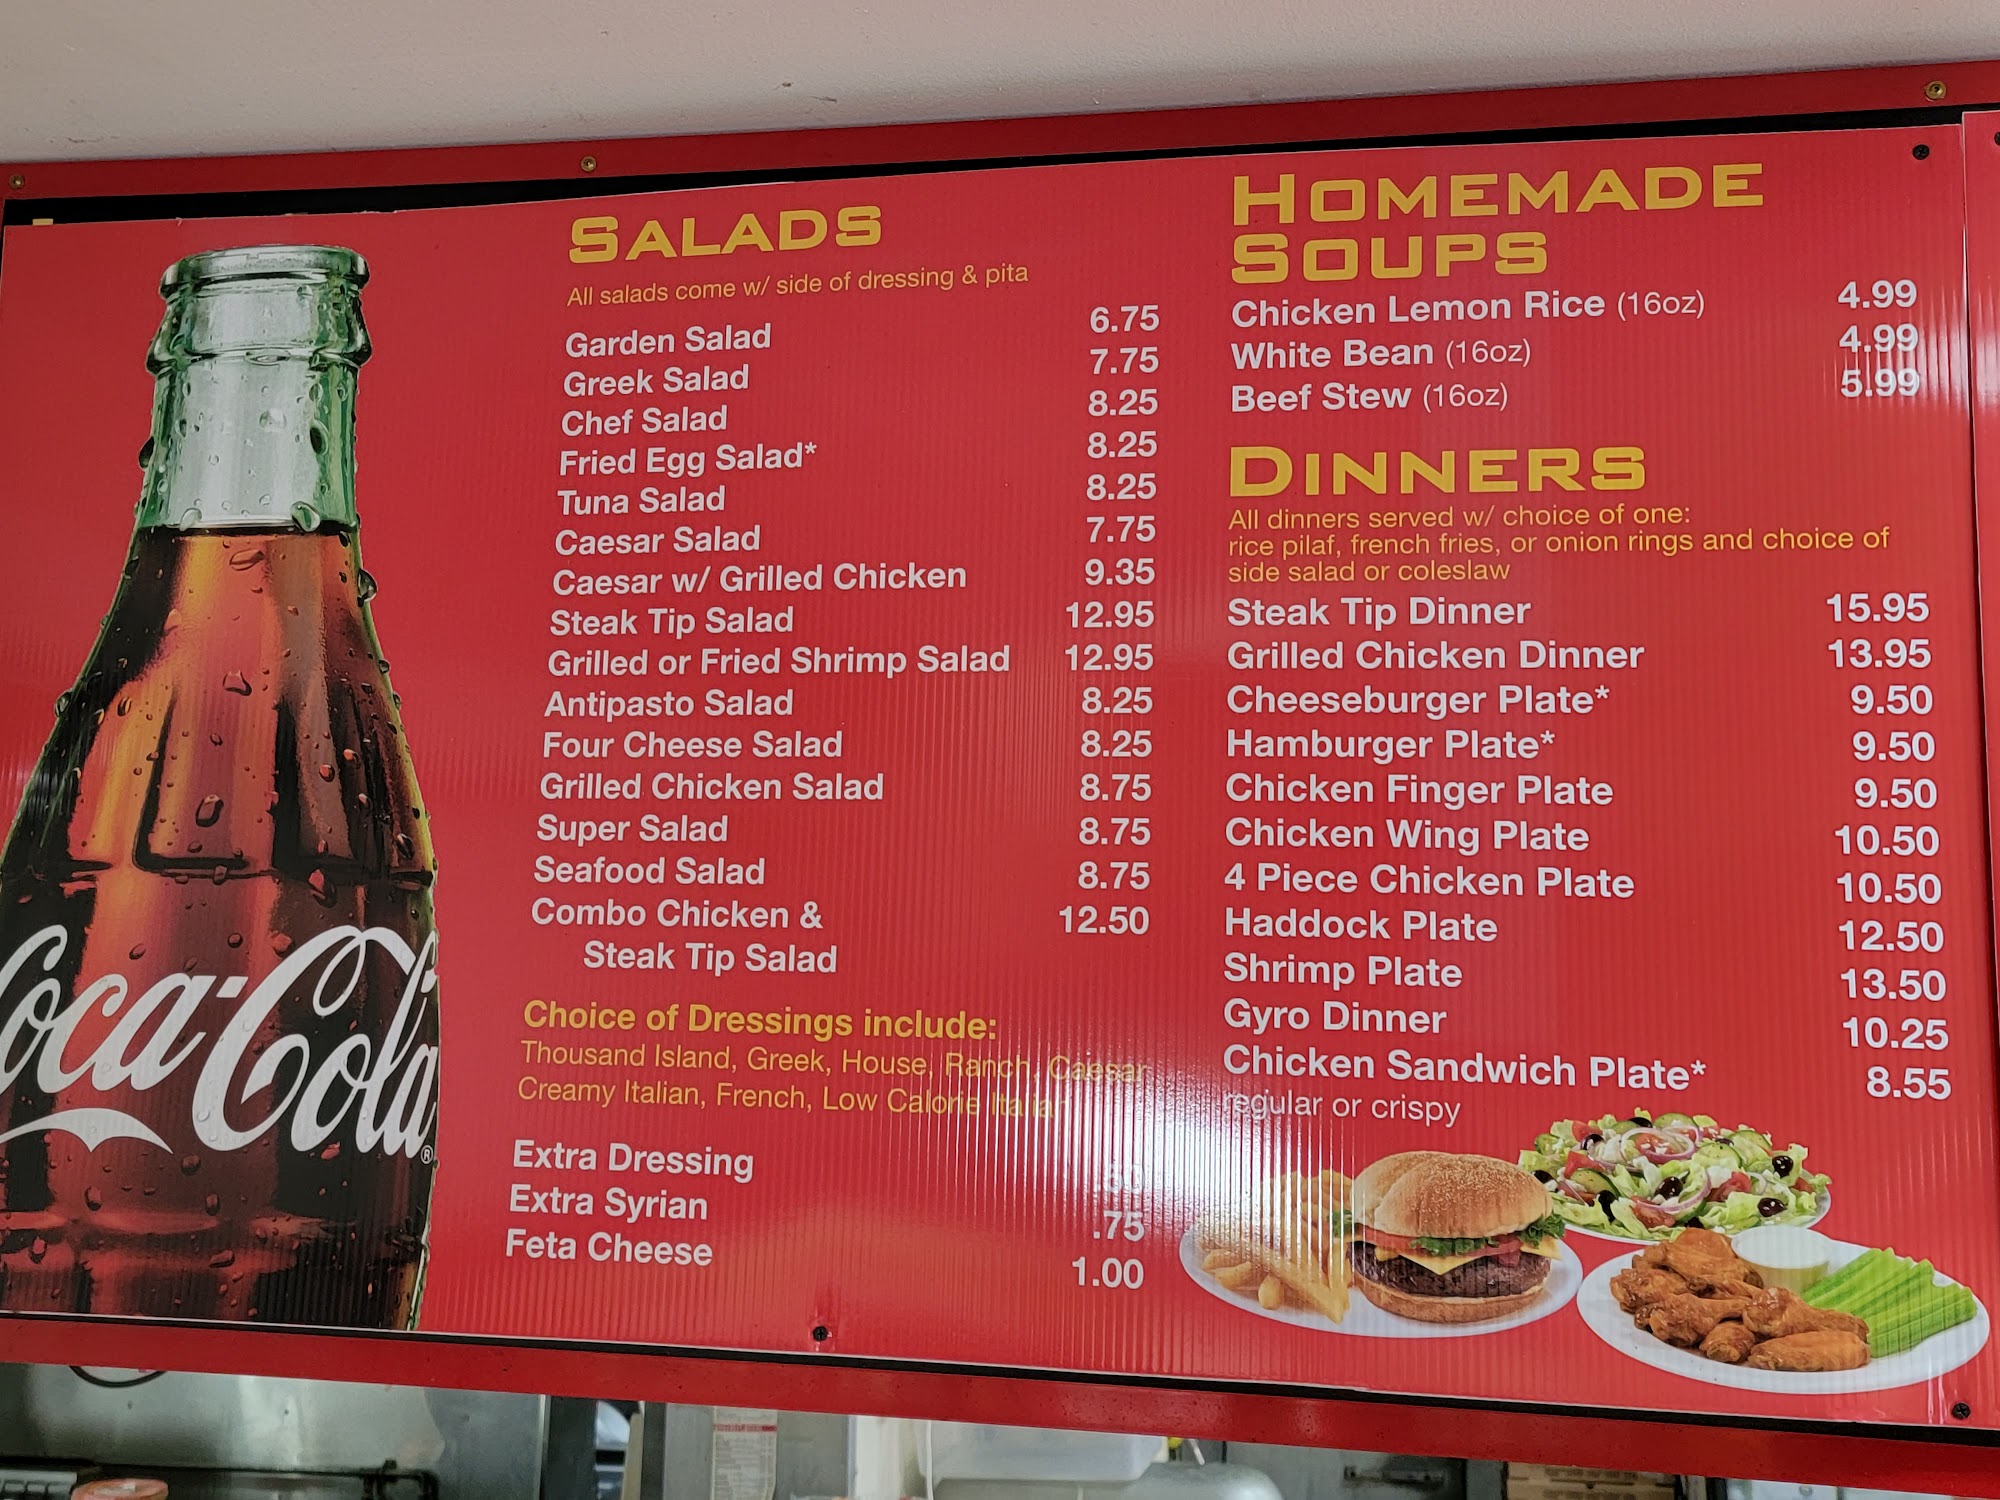 Coca-Cola®
SALADS
All salads come w/ side of dressing & pita
Garden Salad 6.75
Greek Salad 7.75
Chef Salad 8.25
Fried Egg Salad* 8.25
Tuna Salad 8.25
Caesar Salad 7.75
Caesar w/ Grilled Chicken 9.35
Steak Tip Salad 12.95
Grilled or Fried Shrimp Salad 12.95
Antipasto Salad 8.25
Four Cheese Salad 8.25
Grilled Chicken Salad 8.75
Super Salad 8.75
Seafood Salad 8.75
Combo Chicken & 12.50
Steak Tip Salad
Choice of Dressings include:
Thousand Island, Greek, House, Ranch, Caesar
Creamy Italian, French, Low Calorie Italian
Extra Dressing
Extra Syrian .75
Feta Cheese 1.00
HOMEMADE
SOUPS
Chicken Lemon Rice (16oz) 4.99
White Bean (16oz) 4.99
Beef Stew (16oz) 5.99
DINNERS
All dinners served w/ choice of one:
rice pilaf, french fries, or onion rings and choice of
side salad or coleslaw
Steak Tip Dinner 15.95
Grilled Chicken Dinner 13.95
Cheeseburger Plate* 9.50
Hamburger Plate* 9.50
Chicken Finger Plate 9.50
Chicken Wing Plate 10.50
4 Piece Chicken Plate 10.50
Haddock Plate 12.50
Shrimp Plate 13.50
Gyro Dinner 10.25
Chicken Sandwich Plate* 8.55
regular or crispy